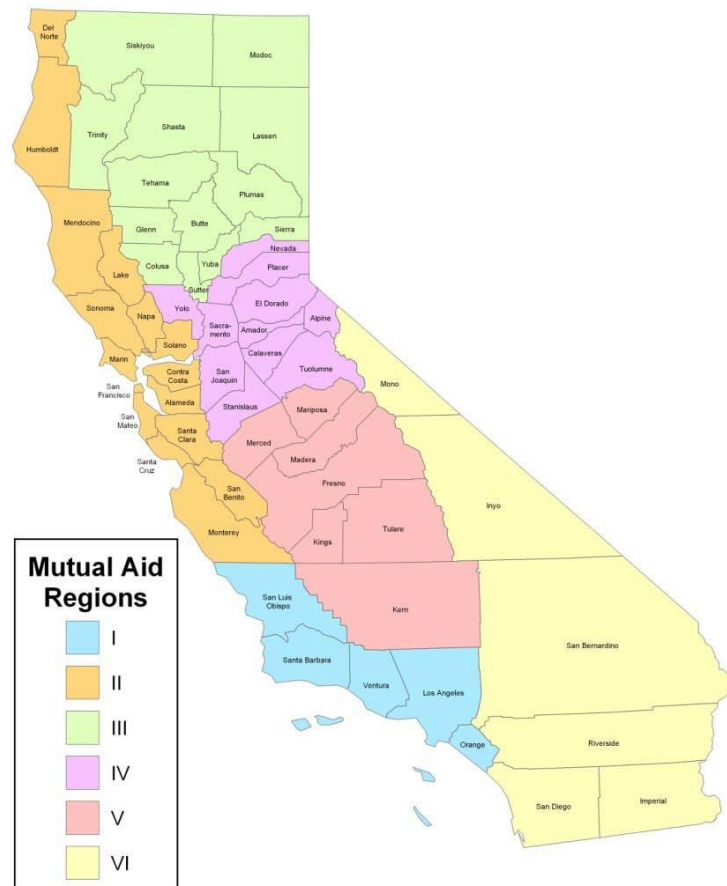 Del
Norte
Siskiyou
Modoc
Humboldt
Trinity
Shasta
Lassen
Tehama
Plumas
Mendocino
Glenn
Butte
Sierra
Nevada
Lake
Colusa
Yuba
Placer
Sutter
El Dorado
Sonoma
Napa
Yolo
Sacra-
mento
Amador
Alpine
Solano
Calaveras
Marin
Contra
Costa
San
Joaquin
Tuolumne
Mono
San
Francisco
Alameda
Stanislaus
Mariposa
San
Mateo
Santa
Clara
Merced
Madera
Santa
Cruz
Fresno
San
Benito
Inyo
Monterey
Kings
Tulare
Mutual Aid
Regions
I
II
III
IV
V
VI
San Luis
Obispo
Kern
San Bernardino
Santa Barbara
Ventura
Los Angeles
Orange
Riverside
San Diego
Imperial